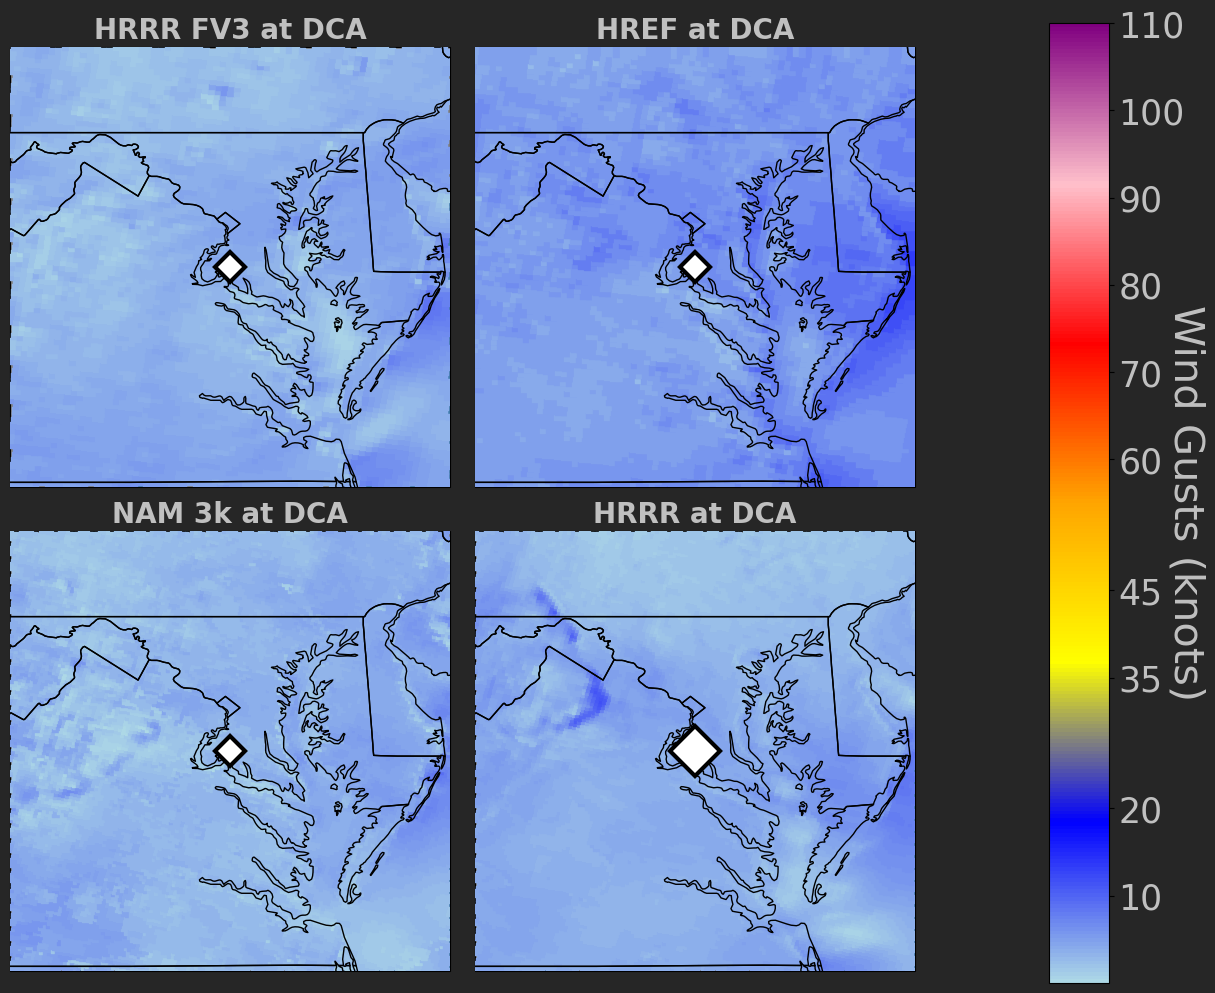 HRRR FV3 at DCA
HREF at DCA
NAM 3k at DCA
HRRR at DCA
110
100
90
80
70
60
45
35
20
10
Wind Gusts (knots)